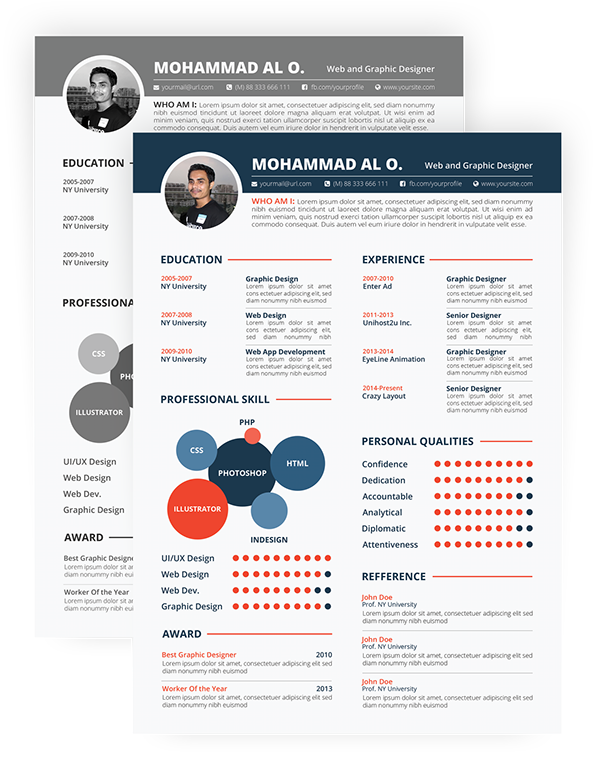 MOHAMMAD AL O.
Web and Graphic Designer
yourmail@url.com (M) 88 333 666 111 fb.com/yourprofile www.yoursite.com
WHO AM I: Lorem ipsum dolor sit amet, consectetuer adipiscing elit, sed diam nonummy
nibh euismod tincidunt ut laoreet dolore magna aliquam erat volutpat. Ut wisi enim ad
minim veniam, quis nostrud exerci tation ullamcorper suscipit lobortis nisl ut aliquip ex ea
commodo consequat. Duis autem vel eum iriure dolor in hendrerit in vulputate velit esse.
EDUCATION
2005-2007
NY University
2007-2008
NY University
2009-2010
NY University
PROFESSIONA
CSS
PHO
ILLUSTRATOR
UI/UX Design
Web Design
Web Dev.
Graphic Design
AWARD
Best Graphic Designe
Lorem ipsum dolor sit a
diam nonummy nibh eu
Worker Of the Year
Lorem ipsum dolor sit a
diam nonummy nibh eu
MOHAMMAD AL O.
Web and Graphic Designer
yourmail@url.com (M) 88 333 666 111 fb.com/yourprofile www.yoursite.com
WHO AM I: Lorem ipsum dolor sit amet, consectetuer adipiscing elit, sed diam nonummy
nibh euismod tincidunt ut laoreet dolore magna aliquam erat volutpat. Ut wisi enim ad
minim veniam, quis nostrud exerci tation ullamcorper suscipit lobortis nisl ut aliquip ex ea
commodo consequat. Duis autem vel eum iriure dolor in hendrerit in vulputate velit esse.
EDUCATION
2005-2007
NY University
Graphic Design
Lorem ipsum dolor sit amet
cons ectetuer adipiscing elit, sed
diam nonummy nibh euismod
2007-2008
NY University
Web Design
Lorem ipsum dolor sit amet
cons ectetuer adipiscing elit,
sed diam nonummy nibh
2009-2010
NY University
Web App Development
Lorem ipsum dolor sit amet
cons ectetuer adipiscing elit, sed
diam nonummy nibh euismod
PROFESSIONAL SKILL
PHP
CSS
PHOTOSHOP
HTML
ILLUSTRATOR
INDESIGN
UI/UX Design
Web Design
Web Dev.
Graphic Design
AWARD
Best Graphic Designer 2010
Lorem ipsum dolor sit amet, consectetuer adipiscing elit, sed
diam nonummy nibh euismod
Worker Of the Year 2013
Lorem ipsum dolor sit amet, consectetuer adipiscing elit, sed
diam nonummy nibh euismod
EXPERIENCE
2007-2010
Enter Ad
Graphic Designer
Lorem ipsum dolor sit amet
cons ectetuer adipiscing elit, sed
diam nonummy nibh euismod
2011-2013
Unihost2u Inc.
Senior Designer
Lorem ipsum dolor sit amet
cons ectetuer adipiscing elit, sed
diam nonummy nibh euismod
2013-2014
EyeLine Animation
Graphic Designer
Lorem ipsum dolor sit amet
cons ectetuer adipiscing elit, sed
diam nonummy nibh euismod
2014-Present
Crazy Layout
Senior Designer
Lorem ipsum dolor sit amet
cons ectetuer adipiscing elit, sed
diam nonummy nibh euismod
PERSONAL QUALITIES
Confidence
Dedication
Accountable
Analytical
Diplomatic
Attentiveness
REFFERENCE
John Doe
Prof. NY University
Lorem ipsum dolor sit amet, consectetuer adipiscing elit, sed
diam nonummy nibh euismod
John Doe
Prof. NY University
Lorem ipsum dolor sit amet, consectetuer adipiscing elit, sed
diam nonummy nibh euismod
John Doe
Prof. NY University
Lorem ipsum dolor sit amet, consectetuer adipiscing elit, sed
diam nonummy nibh euismod